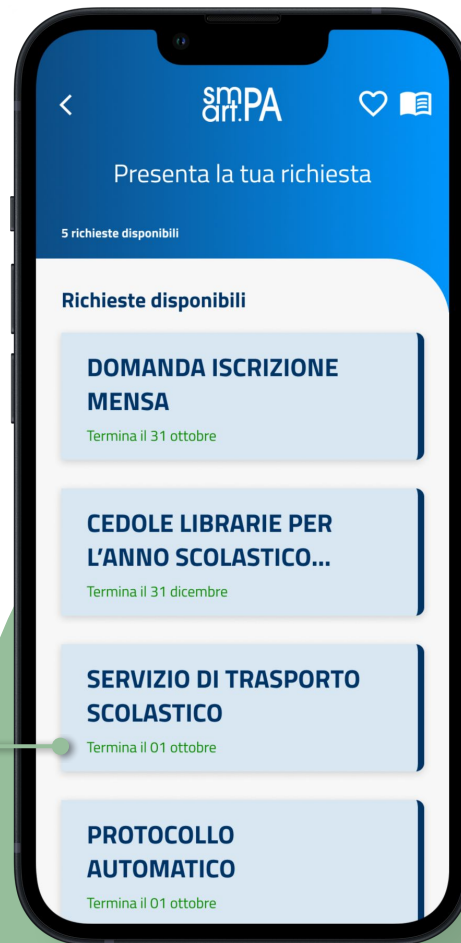 smart.PA
Presenta la tua richiesta
5 richieste disponibili
Richieste disponibili
DOMANDA ISCRIZIONE
MENSA
Termina il 31 ottobre
CEDOLE LIBRARIE PER
L’ANNO SCOLASTICO...
Termina il 31 dicembre
SERVIZIO DI TRASPORTO
SCOLASTICO
Termina il 01 ottobre
PROTOCOLLO
AUTOMATICO
Termina il 01 ottobre